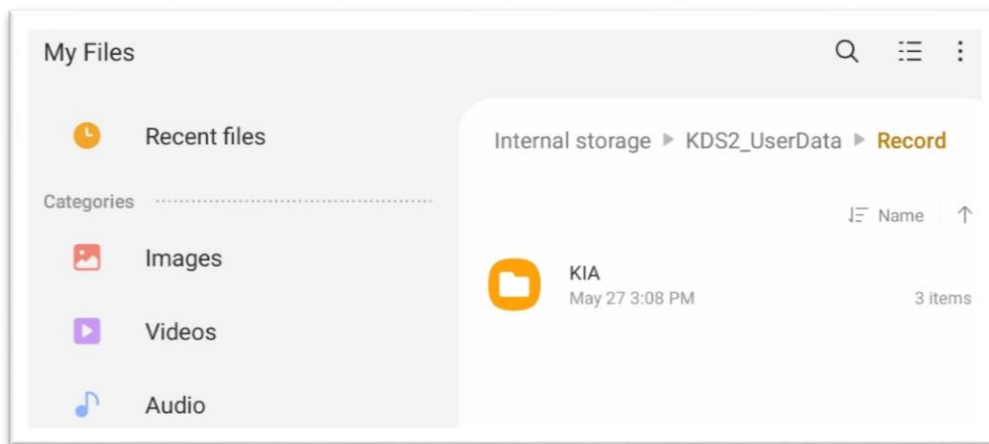 My Files
Recent files
Categories
Images
Videos
Audio
Internal storage ▶ KDS2_UserData ▶ Record
Name
KIA
May 27 3:08 PM
3 items